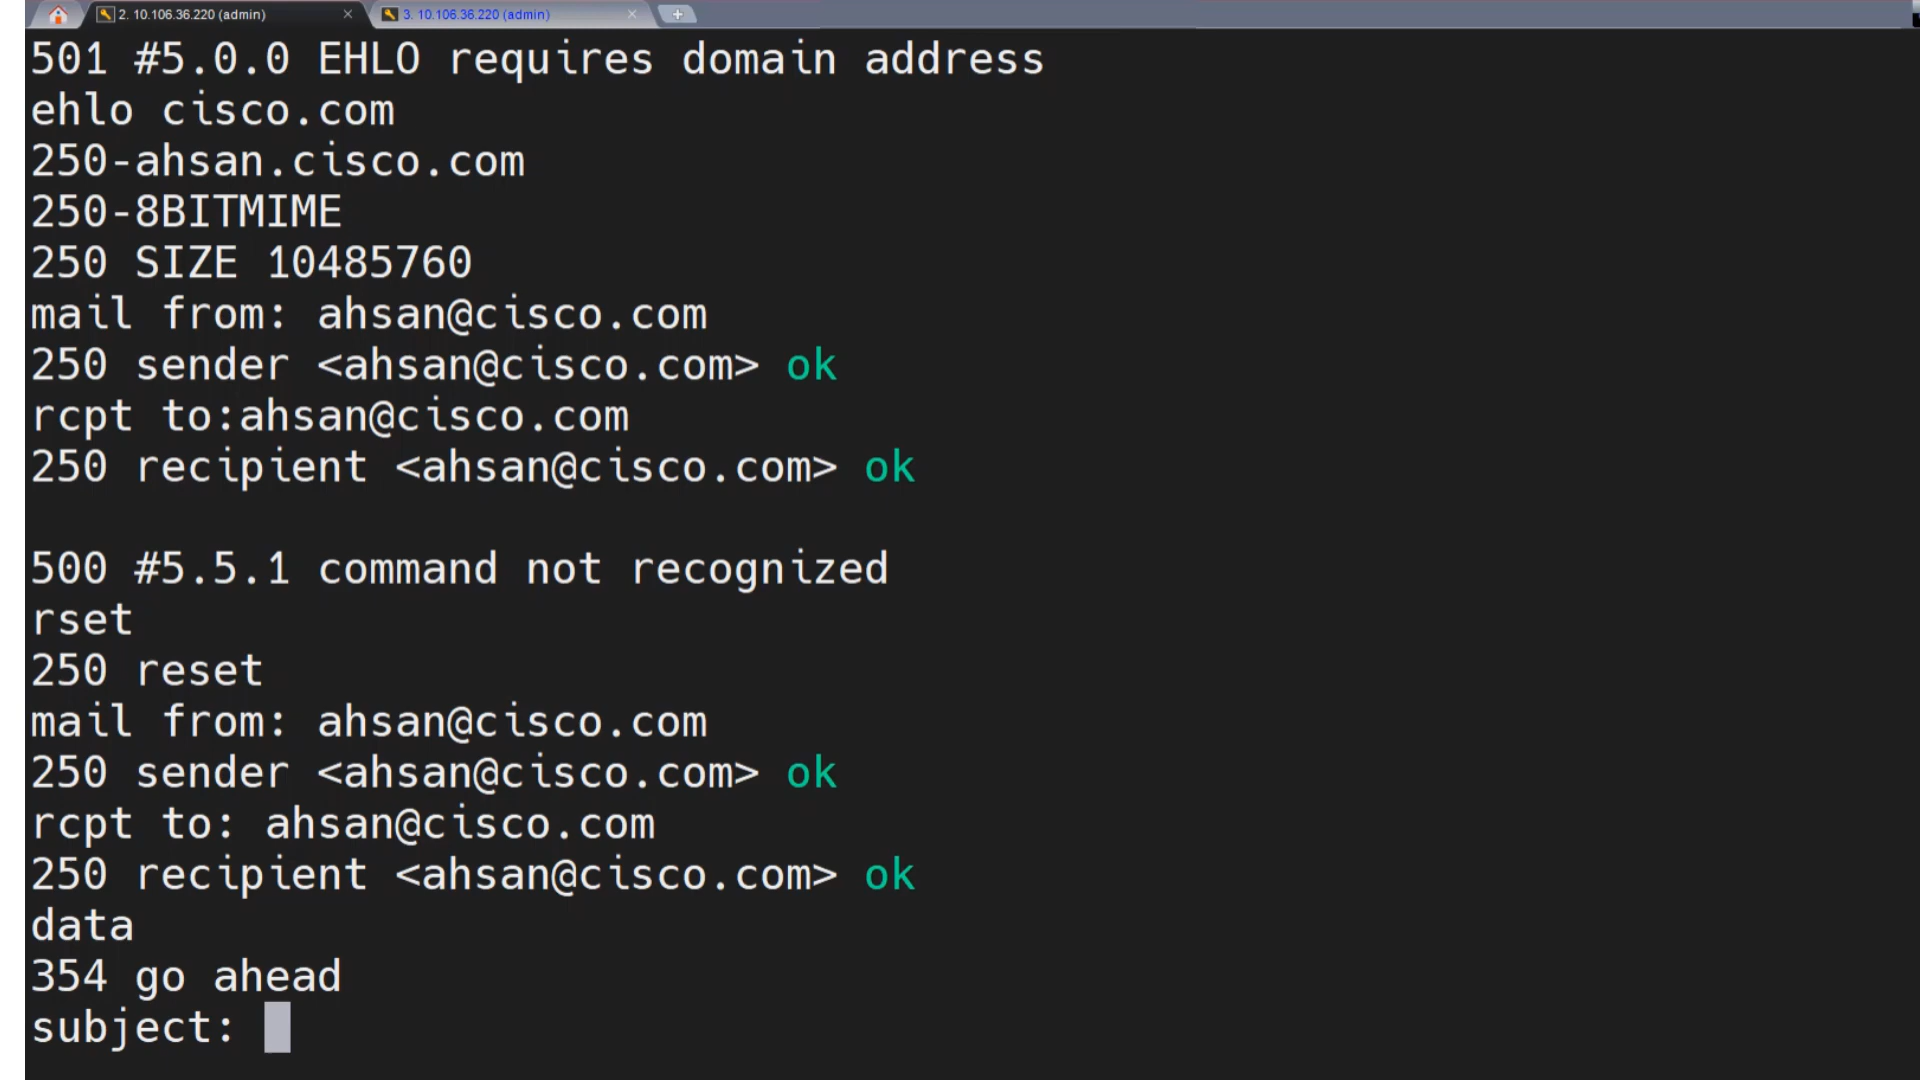 2. 10.106.36.220 (admin)
3. 10.106.36.220 (admin)
501 #5.0.0 EHLO requires domain address
ehlo cisco.com
250-ahsan.cisco.com
250-8BITMIME
250 SIZE 10485760
mail from: ahsan@cisco.com
250 sender <ahsan@cisco.com> ok
rcpt to:ahsan@cisco.com
250 recipient <ahsan@cisco.com> ok
500 #5.5.1 command not recognized
rset
250 reset
mail from: ahsan@cisco.com
250 sender <ahsan@cisco.com> ok
rcpt to: ahsan@cisco.com
250 recipient <ahsan@cisco.com> ok
data
354 go ahead
subject: